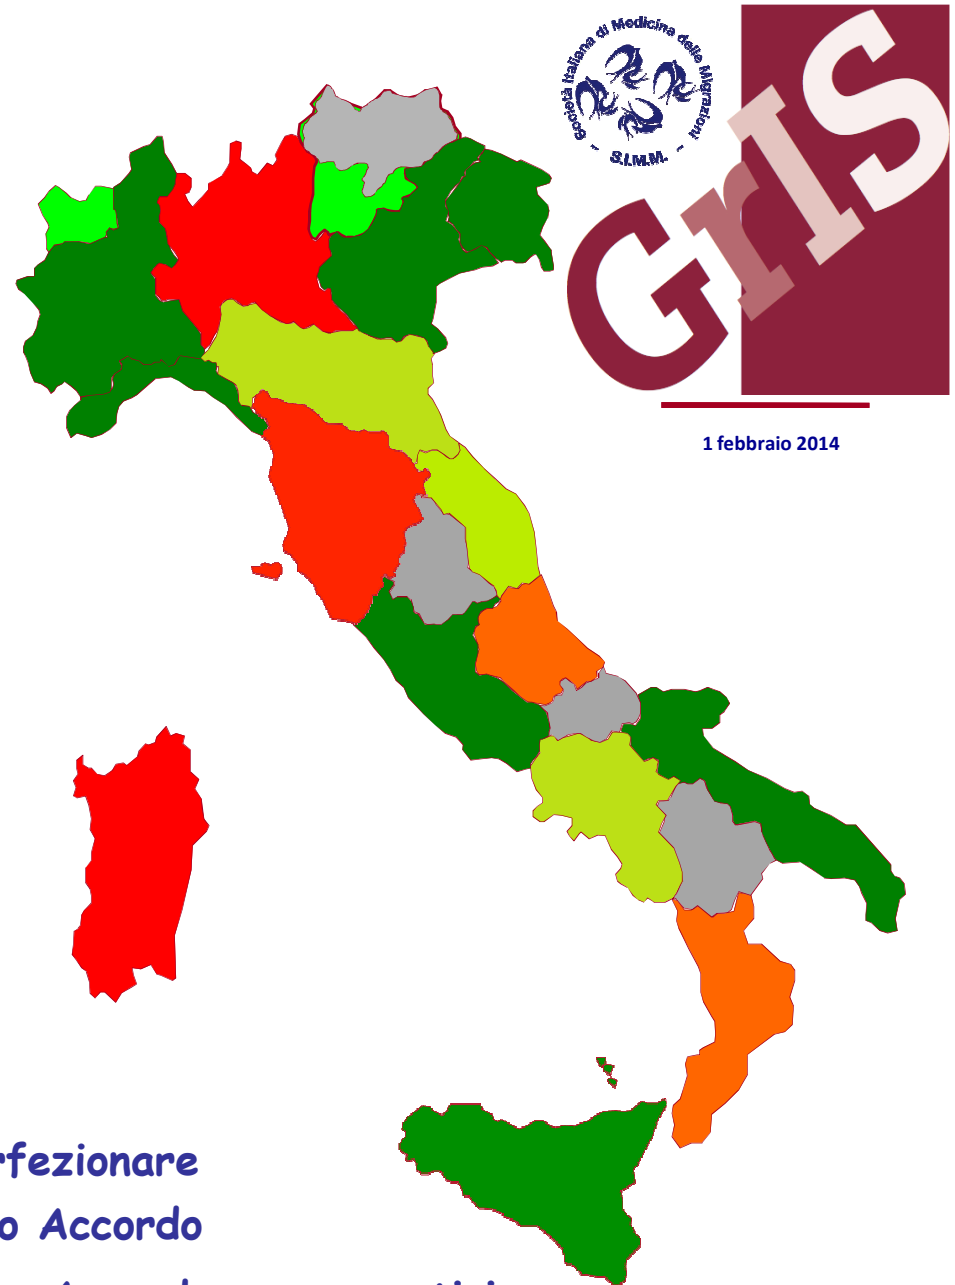 Società Italiana di Medicina delle Migrazioni
~ S.I.M.M. ~
GrIS
1 febbraio 2014
rfezionare
o Accordo